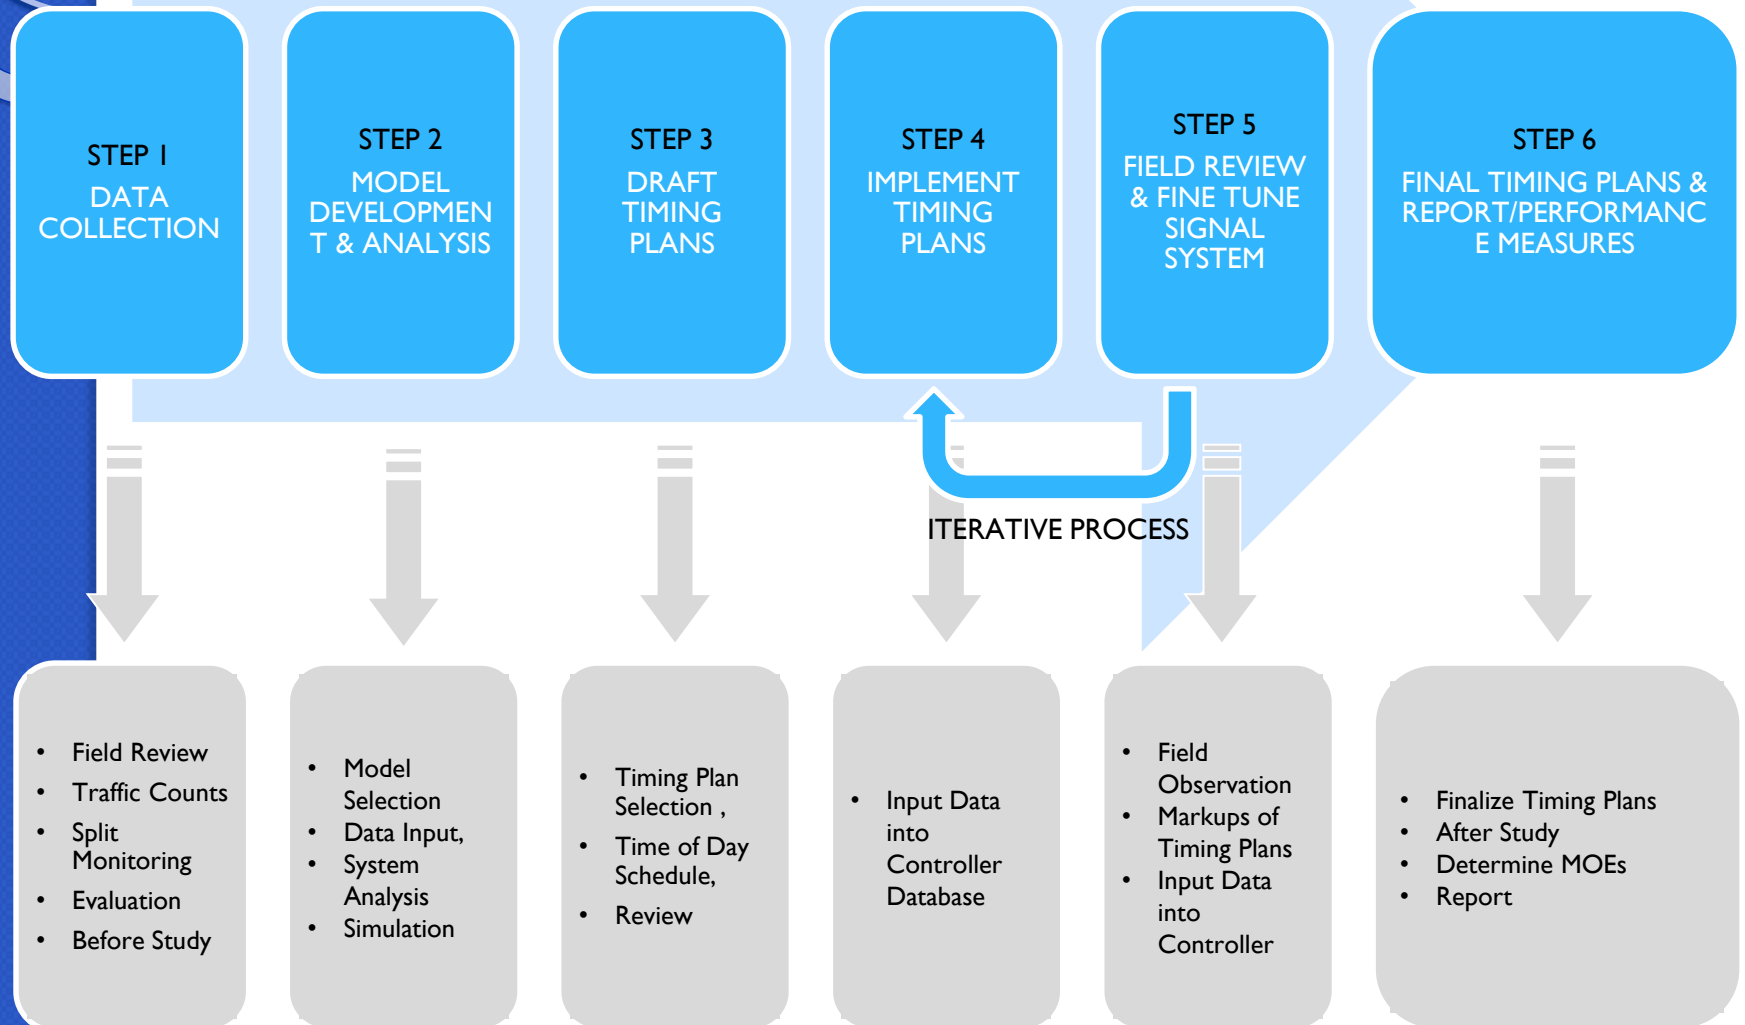 STEP 1
DATA
COLLECTION
STEP 2
MODEL
DEVELOPMEN
T & ANALYSIS
STEP 3
DRAFT
TIMING
PLANS
STEP 4
IMPLEMENT
TIMING
PLANS
STEP 5
FIELD REVIEW
& FINE TUNE
SIGNAL
SYSTEM
STEP 6
FINAL TIMING PLANS &
REPORT/PERFORMANC
E MEASURES
ITERATIVE PROCESS
• Field Review
• Traffic Counts
• Split
Monitoring
• Evaluation
• Before Study
• Model
Selection
• Data Input,
• System
Analysis
• Simulation
• Timing Plan
Selection ,
• Time of Day
Schedule,
• Review
• Input Data
into
Controller
Database
• Field
Observation
• Markups of
Timing Plans
• Input Data
into
Controller
• Finalize Timing Plans
• After Study
• Determine MOEs
• Report